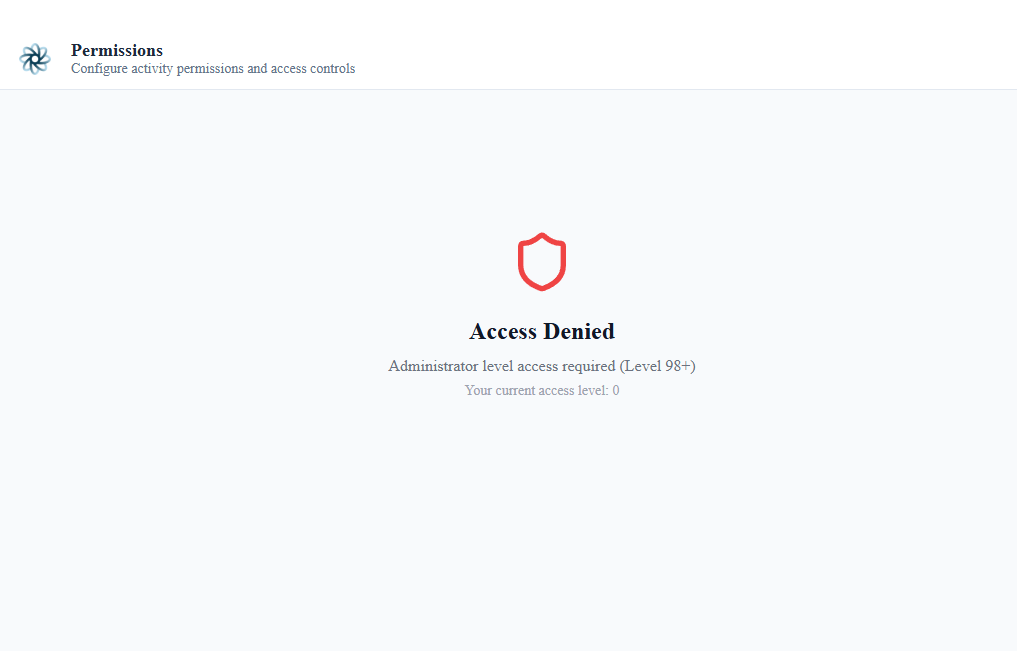 Permissions
Configure activity permissions and access controls
Access Denied
Administrator level access required (Level 98+)
Your current access level: 0